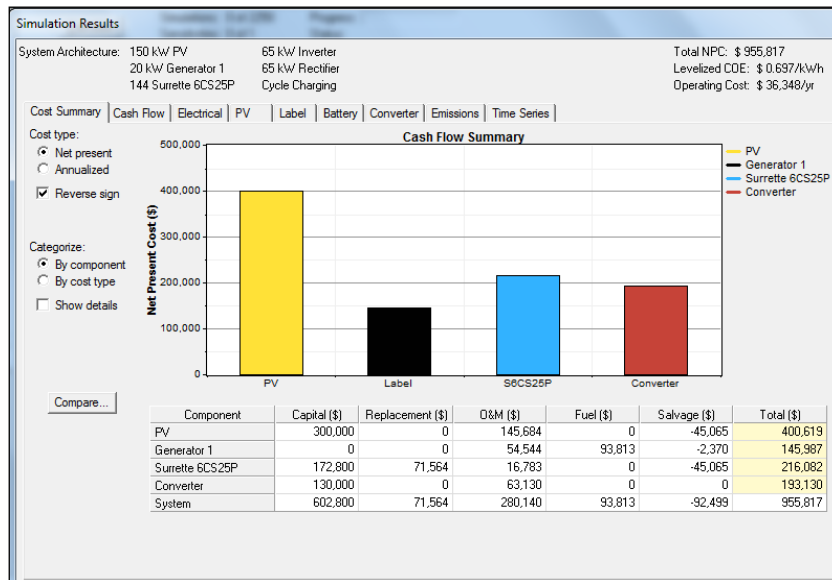 Simulation Results
System Architecture: 150 kW PV 65 kW Inverter Total NPC: $ 955,817
20 kW Generator 1 65 kW Rectifier Levelized COE: $ 0.697/kWh
144 Surrette 6CS25P Cycle Charging Operating Cost: $ 36,348/yr
Cost Summary Cash Flow Electrical PV Label Battery Converter Emissions Time Series
Cost type:
Net present
Annualized
Reverse sign
Categorize:
By component
By cost type
Show details
Compare...
Cash Flow Summary
Net Present Cost ($)
500,000
400,000
300,000
200,000
100,000
0
PV Label S6CS25P Converter
PV
Generator 1
Surrette 6CS25P
Converter
Component Capital ($) Replacement ($) O&M ($) Fuel ($) Salvage ($) Total ($)
PV 300,000 0 145,684 0 -45,065 400,619
Generator 1 0 0 54,544 93,813 -2,370 145,987
Surrette 6CS25P 172,800 71,564 16,783 0 -45,065 216,082
Converter 130,000 0 63,130 0 0 193,130
System 602,800 71,564 280,140 93,813 -92,499 955,817